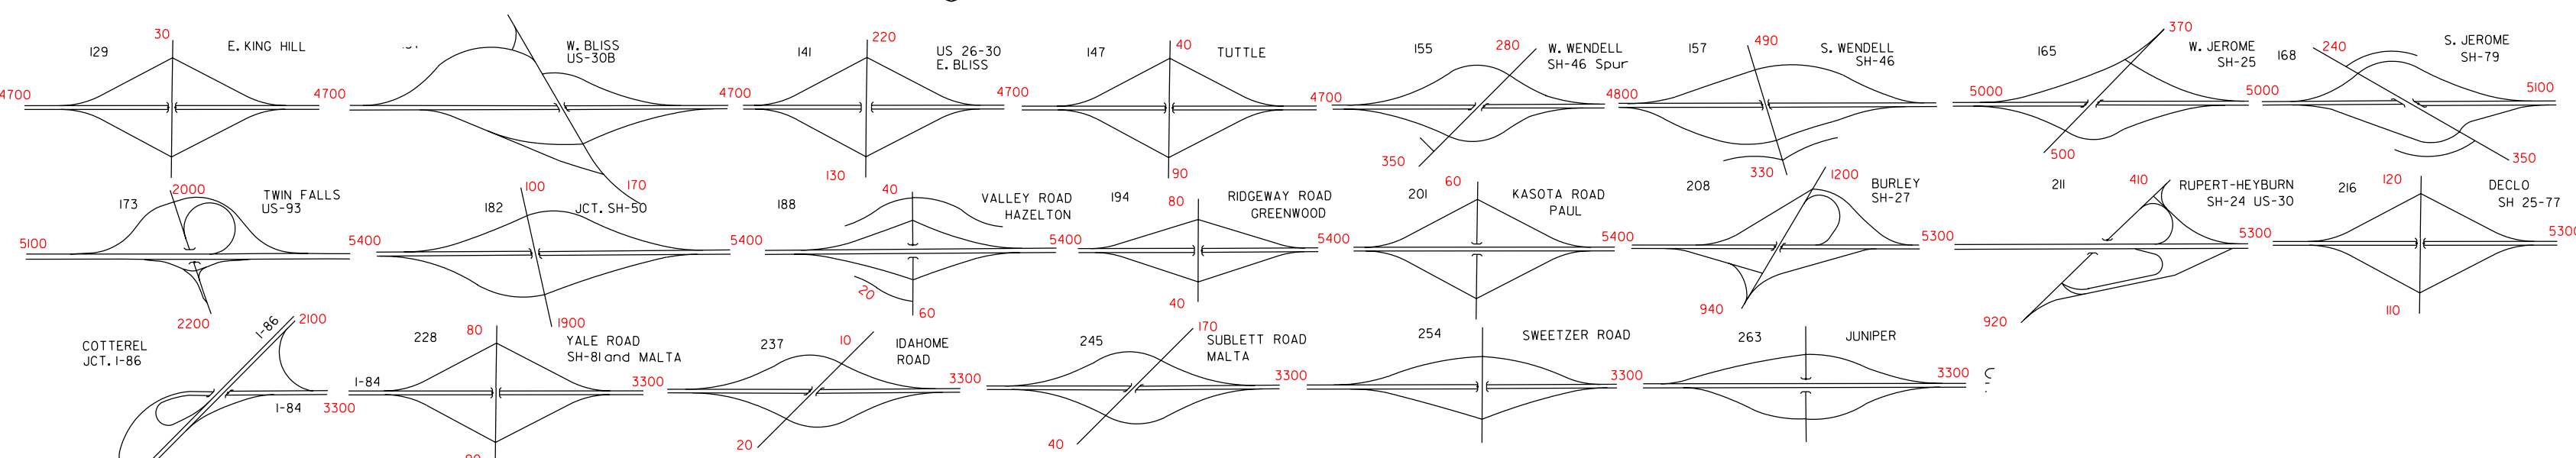 30
129
E. KING HILL
4700
4700
W. BLISS
US-30B
170
4700
141
220
US 26-30
E. BLISS
130
4700
147
40
TUTTLE
90
4700
155
280
W. WENDELL
SH-46 Spur
350
4800
157
490
S. WENDELL
SH-46
330
5000
165
370
W. JEROME
SH-25
500
5000
168
240
S. JEROME
SH-79
5100
350
173
2000
TWIN FALLS
US-93
5100
2200
5400
182
100
JCT. SH-50
1900
5400
188
40
VALLEY ROAD
HAZELTON
20
60
5400
194
80
RIDGEWAY ROAD
GREENWOOD
40
5400
201
60
KASOTA ROAD
PAUL
5400
208
1200
BURLEY
SH-27
940
5300
211
410
RUPERT-HEYBURN
SH-24 US-30
920
5300
216
120
DECLO
SH 25-77
5300
110
COTTEREL
JCT. I-86
I-86
2100
I-84
3300
I-84
228
80
YALE ROAD
SH-81 and MALTA
3300
237
10
IDAHOME
ROAD
20
3300
245
170
SUBLETT ROAD
MALTA
40
3300
254
SWEETZER ROAD
3300
263
JUNIPER
3300